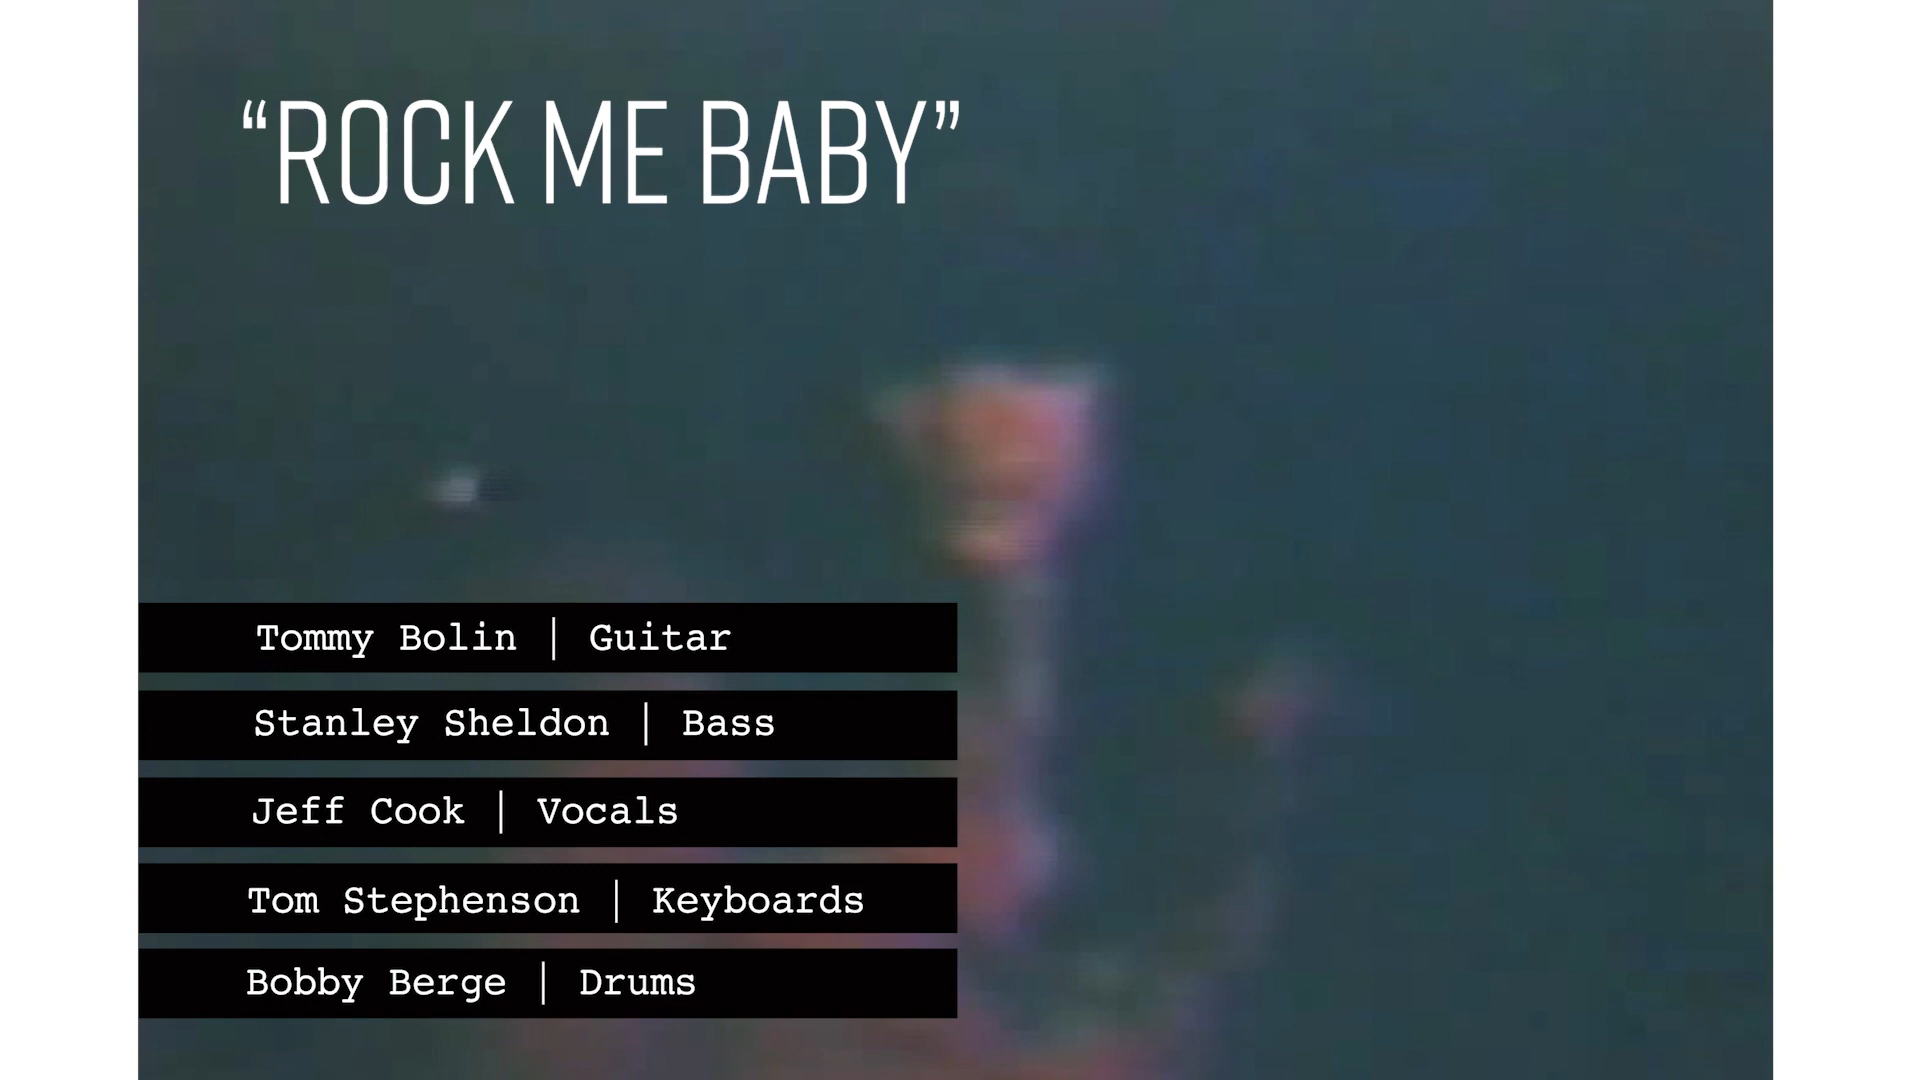 “ROCK ME BABY”
Tommy Bolin | Guitar
Stanley Sheldon | Bass
Jeff Cook | Vocals
Tom Stephenson | Keyboards
Bobby Berge | Drums